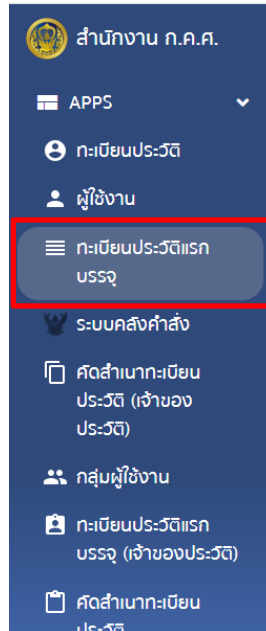 สำนักงาน ก.ค.ศ.
APPS
ทะเบียนประวัติ
ผู้ใช้งาน
ทะเบียนประวัติแรก
บรรจุ
ระบบคลังคำสั่ง
คัดสำเนาทะเบียน
ประวัติ (เจ้าของ
ประวัติ)
กลุ่มผู้ใช้งาน
ทะเบียนประวัติแรก
บรรจุ (เจ้าของประวัติ)
คัดสำเนาทะเบียน
ประวัติ